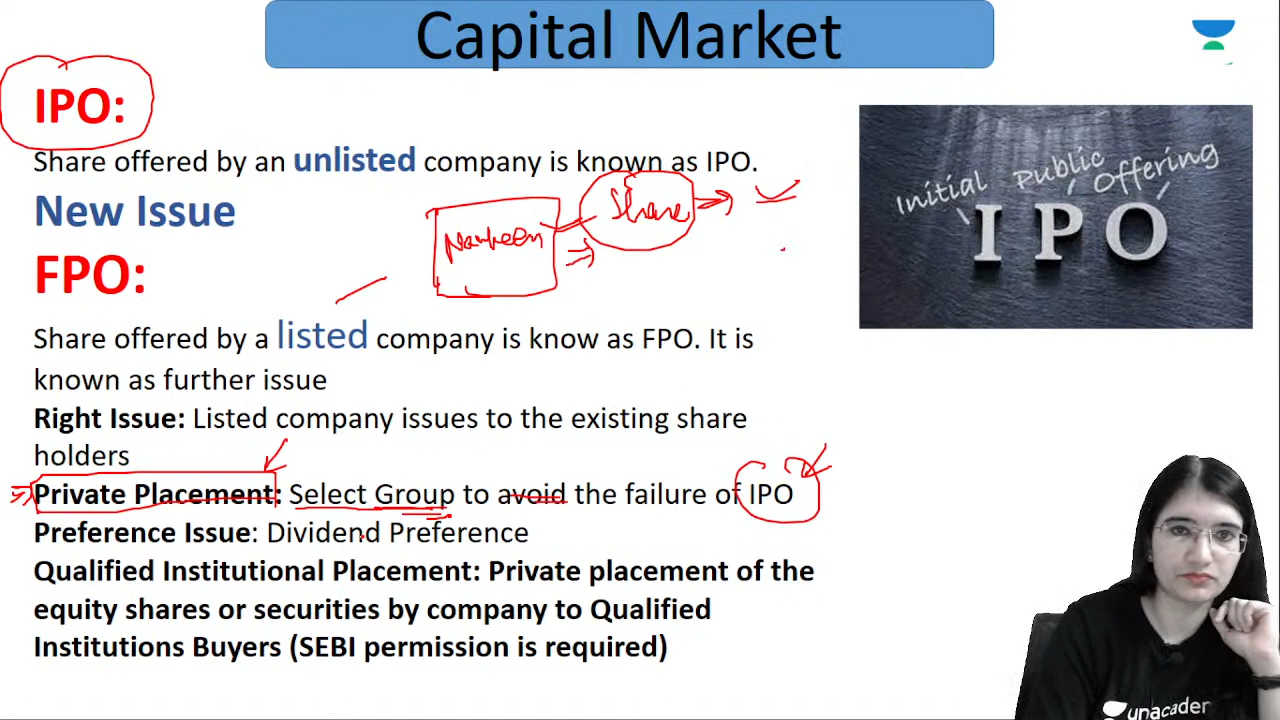 Capital Market
IPO:
Share offered by an unlisted company is known as IPO.
New Issue
Share
FPO:
Share offered by a listed company is know as FPO. It is
known as further issue
Right Issue: Listed company issues to the existing share
holders
Private Placement: Select Group to avoid the failure of IPO
Preference Issue: Dividend Preference
Qualified Institutional Placement: Private placement of the
equity shares or securities by company to Qualified
Institutions Buyers (SEBI permission is required)
Initial Public Offering
IPO
unacademy